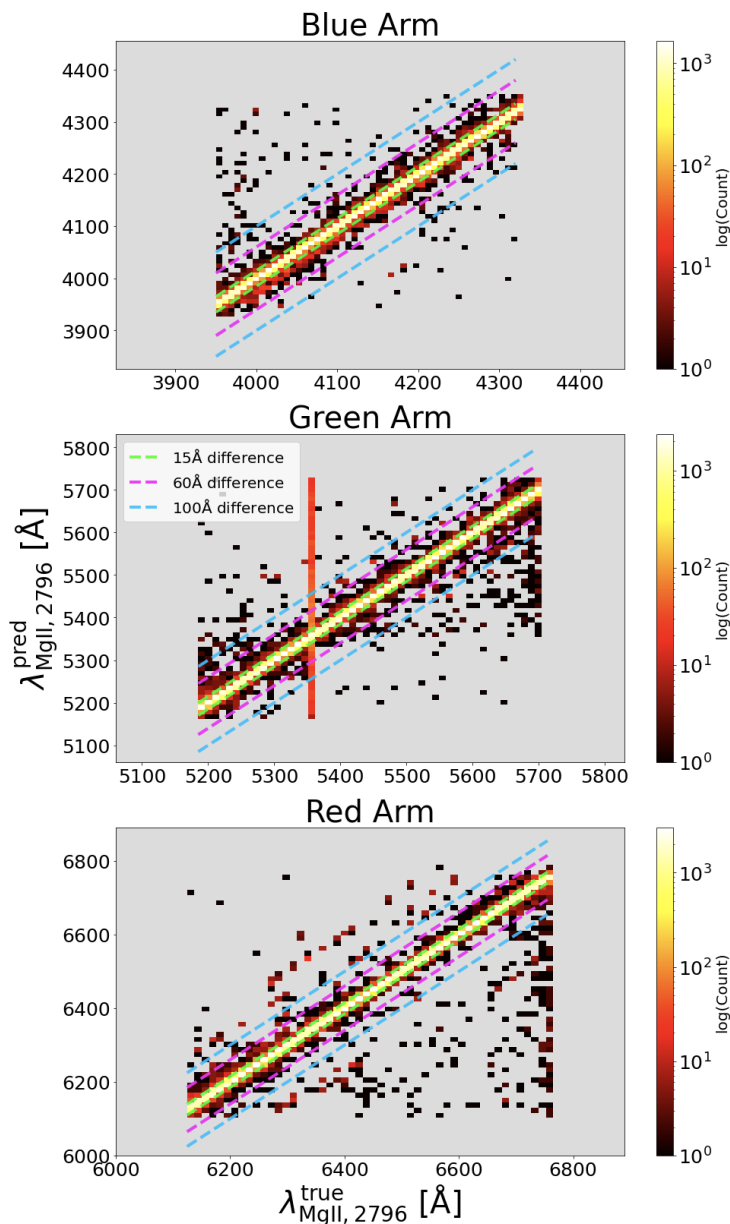 Blue Arm
4400
4300
4200
4100
4000
3900
3900 4000 4100 4200 4300 4400
10³
10²
10¹
10⁰
log(Count)
Green Arm
15Å difference
60Å difference
100Å difference
5800
5700
5600
5500
5400
5300
5200
5100
5100 5200 5300 5400 5500 5600 5700 5800
10³
10²
10¹
10⁰
log(Count)
λ^pred_MgII, 2796 [Å]
Red Arm
6800
6600
6400
6200
6000
6000 6200 6400 6600 6800
10³
10²
10¹
10⁰
log(Count)
λ^true_MgII, 2796 [Å]